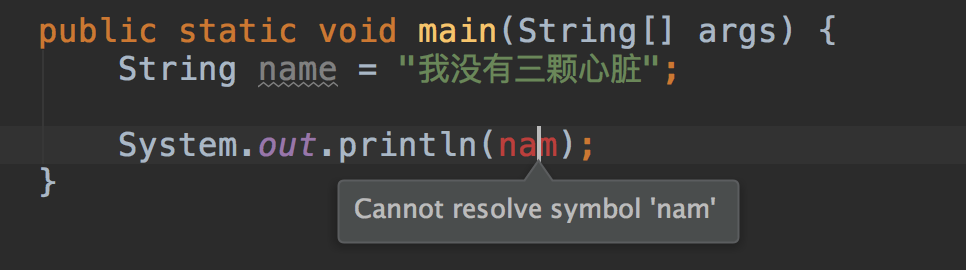 public static void main(String[] args) {
String name = "我没有三颗心脏";
System.out.println(nam);
}
Cannot resolve symbol 'nam'